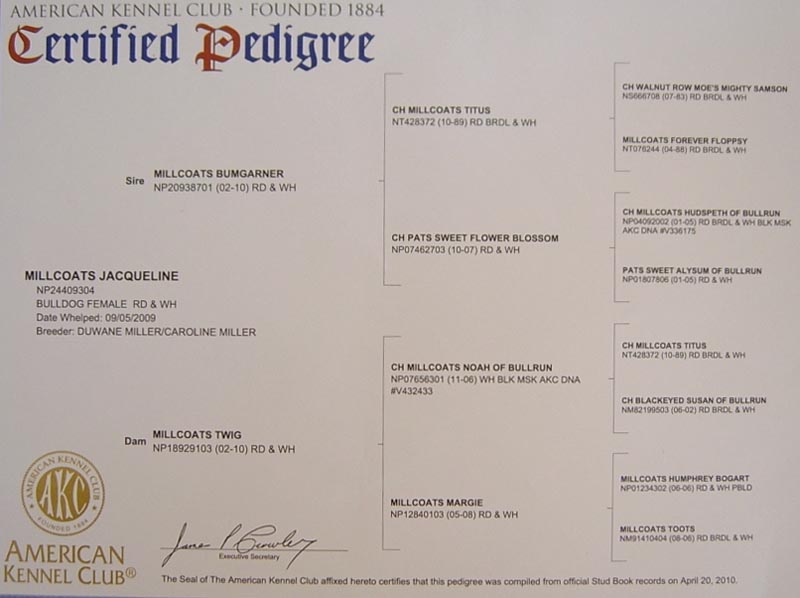 AMERICAN KENNEL CLUB · FOUNDED 1884
Certified Pedigree
CH MILLCOATS TITUS
NT428372 (10-89) RD BRDL & WH
CH WALNUT ROW MOE'S MIGHTY SAMSON
NS666708 (07-83) RD BRDL & WH
MILLCOATS FOREVER FLOPPSY
NT076244 (04-88) RD BRDL & WH
Sire
MILLCOATS BUMGARNER
NP20938701 (02-10) RD & WH
CH PATS SWEET FLOWER BLOSSOM
NP07462703 (10-07) RD & WH
CH MILLCOATS HUDSPETH OF BULLRUN
NP04092002 (01-05) RD BRDL & WH BLK MSK
AKC DNA #V336175
PATS SWEET ALYSUM OF BULLRUN
NP01807806 (01-05) RD & WH
MILLCOATS JACQUELINE
NP24409304
BULLDOG FEMALE RD & WH
Date Whelped: 09/05/2009
Breeder: DUWANE MILLER/CAROLINE MILLER
CH MILLCOATS NOAH OF BULLRUN
NP07656301 (11-06) WH BLK MSK AKC DNA
#V432433
CH MILLCOATS TITUS
NT428372 (10-89) RD BRDL & WH
CH BLACKEYED SUSAN OF BULLRUN
NM82199503 (06-02) RD BRDL & WH
Dam
MILLCOATS TWIG
NP18929103 (02-10) RD & WH
MILLCOATS MARGIE
NP12840103 (05-08) RD & WH
MILLCOATS HUMPHREY BOGART
NP01234302 (06-06) RD & WH PBLD
MILLCOATS TOOTS
NM91410404 (08-06) RD BRDL & WH
AMERICAN KENNEL CLUB
AKC
FOUNDED 1884
AMERICAN
KENNEL CLUB®
James P. Crowley
Executive Secretary
The Seal of The American Kennel Club affixed hereto certifies that this pedigree was compiled from official Stud Book records on April 20, 2010.